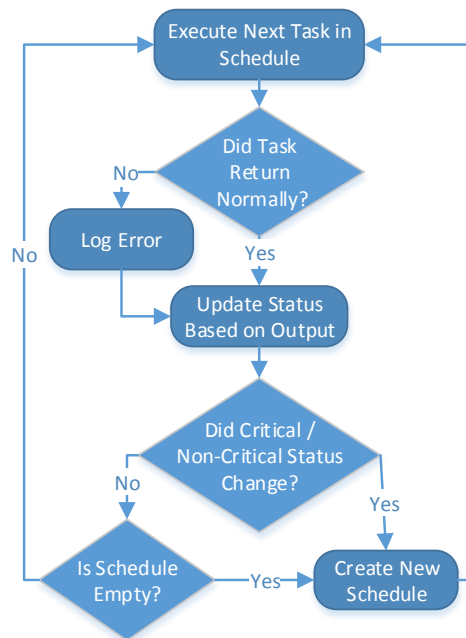 Execute Next Task in
Schedule
Did Task
Return
Normally?
No
Log Error
Yes
No
Update Status
Based on Output
Did Critical /
Non-Critical Status
Change?
No
Yes
Is Schedule
Empty?
Yes
Create New
Schedule